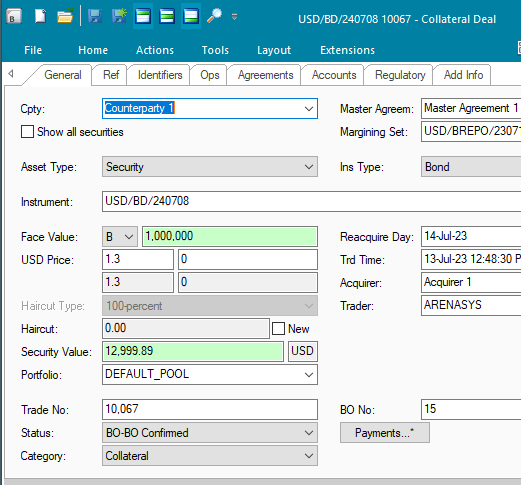 USD/BD/240708 10067 - Collateral Deal
File Home Actions Tools Layout Extensions
General Ref Identifiers Ops Agreements Accounts Regulatory Add Info
Cpty: Counterparty 1 Master Agreem: Master Agreement 1
Show all securities Margining Set: USD/BREPO/23071
Asset Type: Security Ins Type: Bond
Instrument: USD/BD/240708
Face Value: B 1,000,000 Reacquire Day: 14-Jul-23
USD Price: 1.3 0 Trd Time: 13-Jul-23 12:48:30 P
1.3 0 Acquirer: Acquirer 1
Haircut Type: 100-percent Trader: ARENASYS
Haircut: 0.00 New
Security Value: 12,999.89 USD
Portfolio: DEFAULT_POOL
Trade No: 10,067 BO No: 15
Status: BO-BO Confirmed Payments...*
Category: Collateral